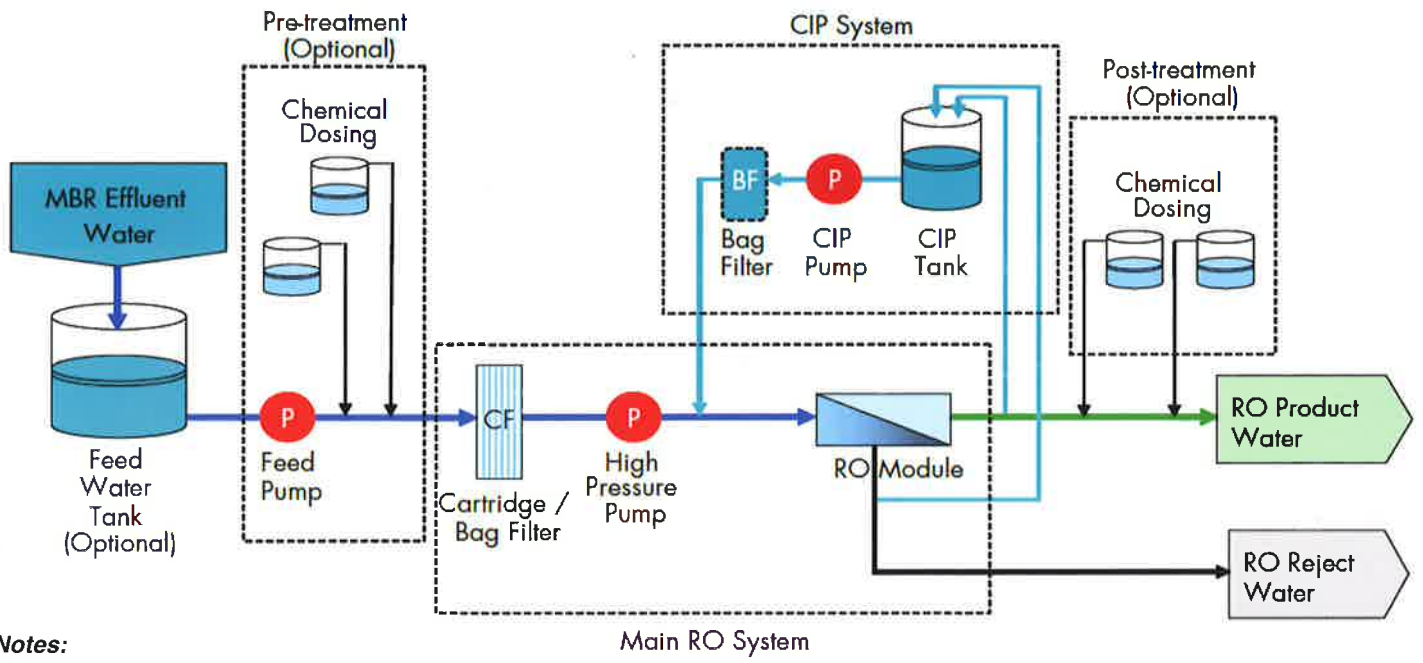 Pre-treatment
(Optional)
CIP System
Post-treatment
(Optional)
Chemical
Dosing
MBR Effluent
Water
BF
P
Bag
Filter
CIP
Pump
CIP
Tank
Chemical
Dosing
P
CF
P
RO Product
Water
Feed
Water
Tank
(Optional)
Feed
Pump
Cartridge /
Bag Filter
High
Pressure
Pump
RO Module
RO Reject
Water
Main RO System
Notes: